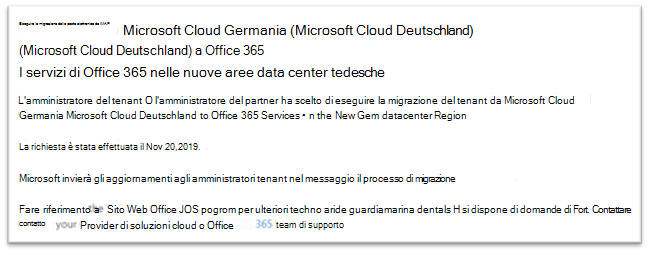 Eseguire la migrazione della posta elettronica da IMAP Microsoft Cloud Germania (Microsoft Cloud Deutschland)
(Microsoft Cloud Deutschland) a Office 365
I servizi di Office 365 nelle nuove aree data center tedesche
L'amministratore del tenant O l'amministratore del partner ha scelto di eseguire la migrazione del tenant da Microsoft Cloud
Germania Microsoft Cloud Deutschland to Office 365 Services • n the New Gem datacenter Region
La richiesta è stata effettuata il Nov 20,2019.
Microsoft invierà gli aggiornamenti agli amministratori tenant nel messaggio il processo di migrazione
Fare riferimento a the Sito Web Office JOS pogrom per ulteriori techno aride guardiamarina dentals H si dispone di domande di Fort. Contattare
contatto your Provider di soluzioni cloud o Office 365 team di supporto